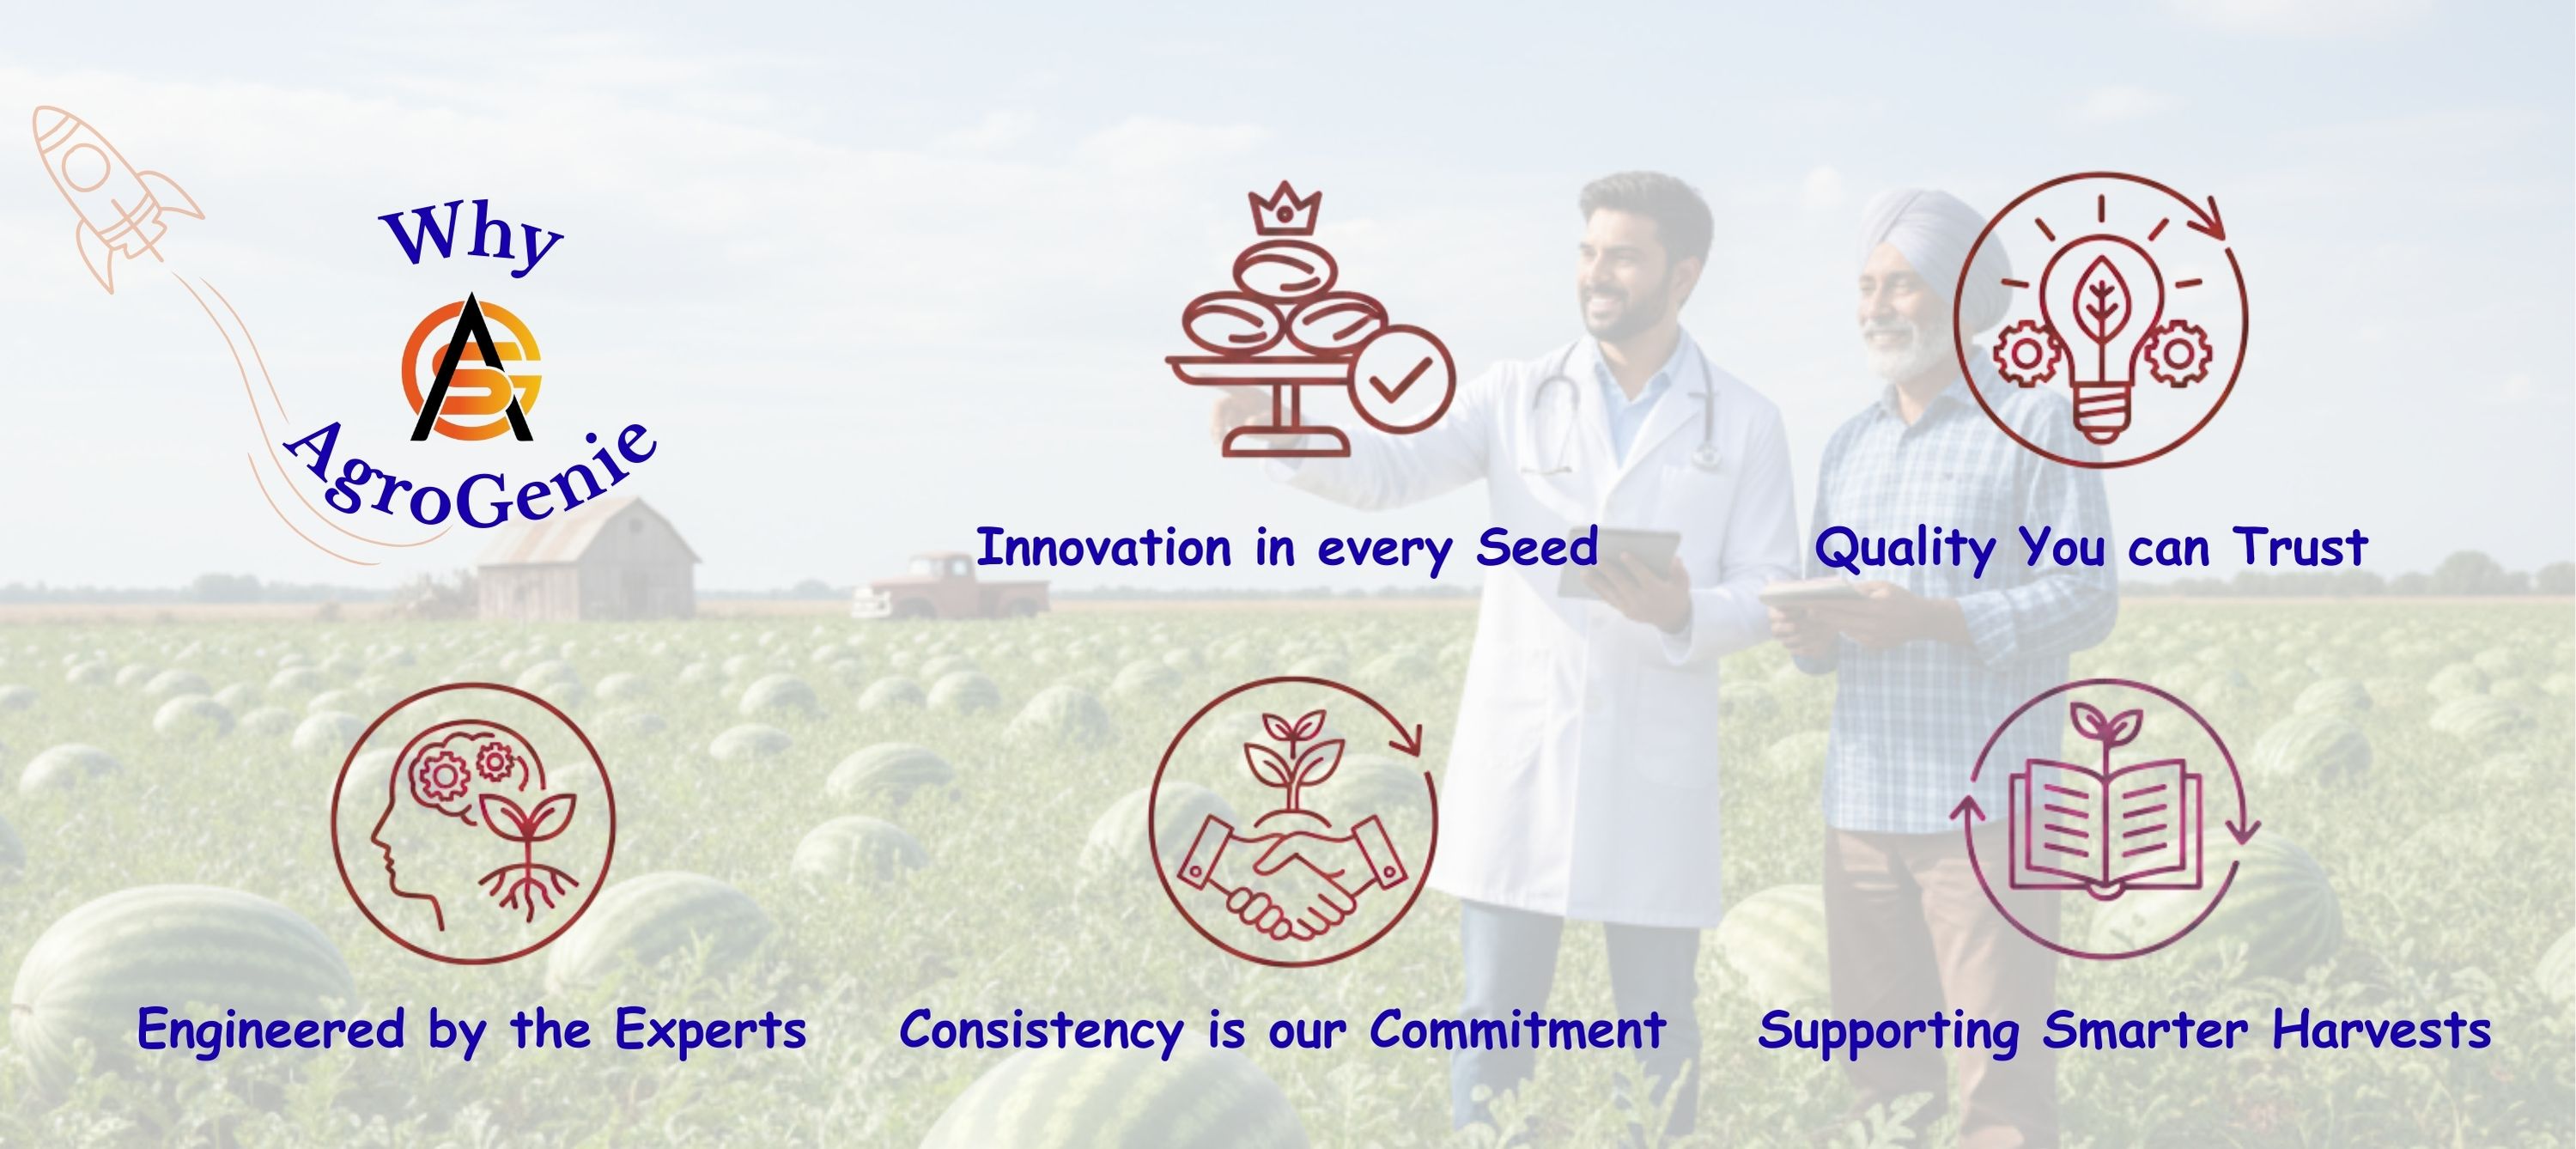 Why
AgroGenie
Innovation in every Seed
Quality You can Trust
Engineered by the Experts
Consistency is our Commitment
Supporting Smarter Harvests